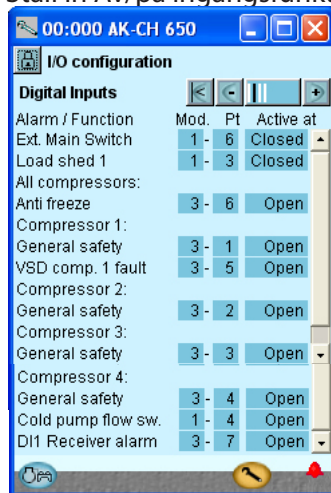 00:000 AK-CH 650
I/O configuration
Digital Inputs
Alarm / Function Mod. Pt Active at
Ext. Main Switch 1 - 6 Closed
Load shed 1 1 - 3 Closed
All compressors:
Anti freeze 3 - 6 Open
Compressor 1:
General safety 3 - 1 Open
VSD comp. 1 fault 3 - 5 Open
Compressor 2:
General safety 3 - 2 Open
Compressor 3:
General safety 3 - 3 Open
Compressor 4:
General safety 3 - 4 Open
Cold pump flow sw. 1 - 4 Open
DI1 Receiver alarm 3 - 7 Open